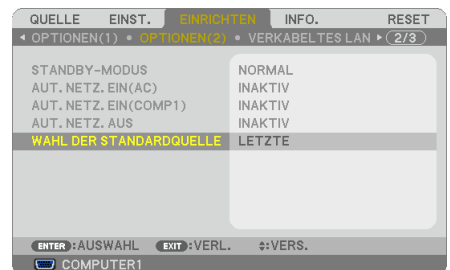 QUELLE EINST. EINRICHTEN INFO. RESET
◂ OPTIONEN(1) • OPTIONEN(2) • VERKABELTES LAN ▸ 2/3
STANDBY-MODUS NORMAL
AUT. NETZ. EIN(AC) INAKTIV
AUT. NETZ. EIN(COMP1) INAKTIV
AUT. NETZ. AUS INAKTIV
WAHL DER STANDARDQUELLE LETZTE
ENTER :AUSWAHL EXIT :VERL. ⬍:VERS.
COMPUTER1